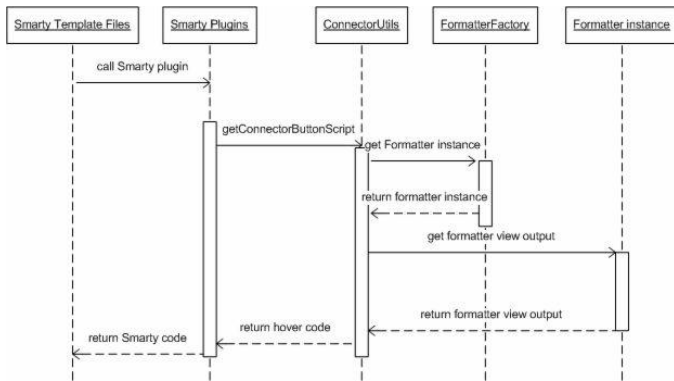 Smarty Template Files
Smarty Plugins
ConnectorUtils
FormatterFactory
Formatter instance
call Smarty plugin
getConnectorButtonScript
get Formatter instance
return formatter instance
get formatter view output
return formatter view output
return hover code
return Smarty code